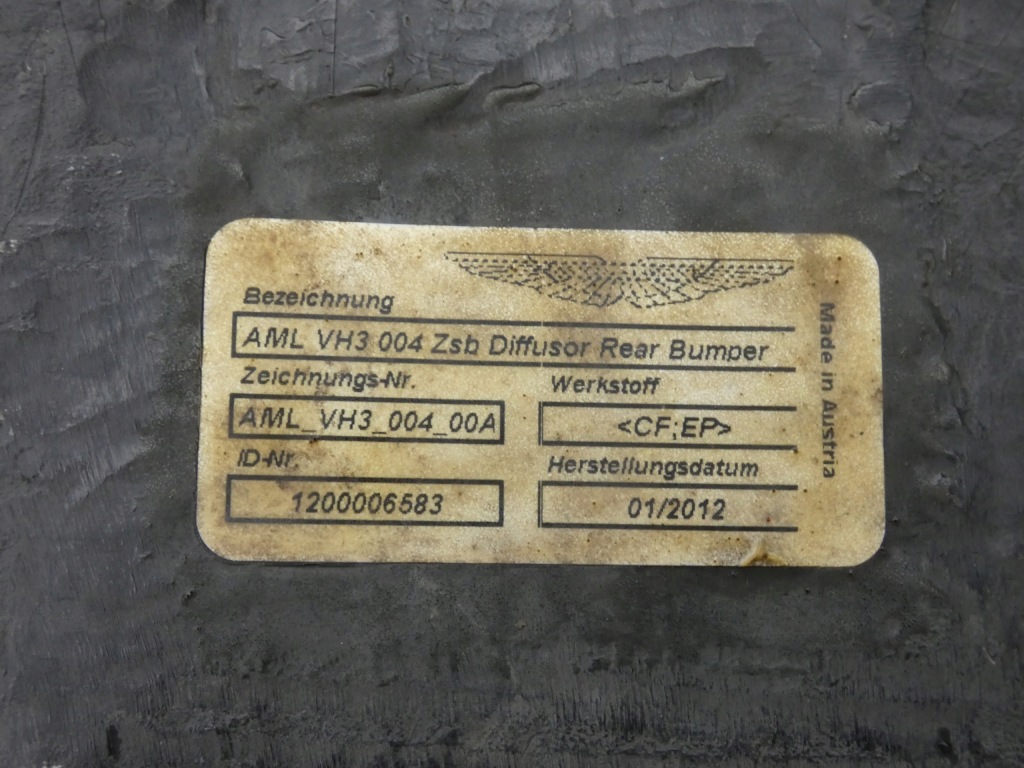 Bezeichnung
AML VH3 004 Zsb Diffusor Rear Bumper
Zeichnungs-Nr.
Werkstoff
AML_VH3_004_00A
<CF;EP>
ID-Nr.
Herstellungsdatum
1200006583
01/2012
Made in Austria